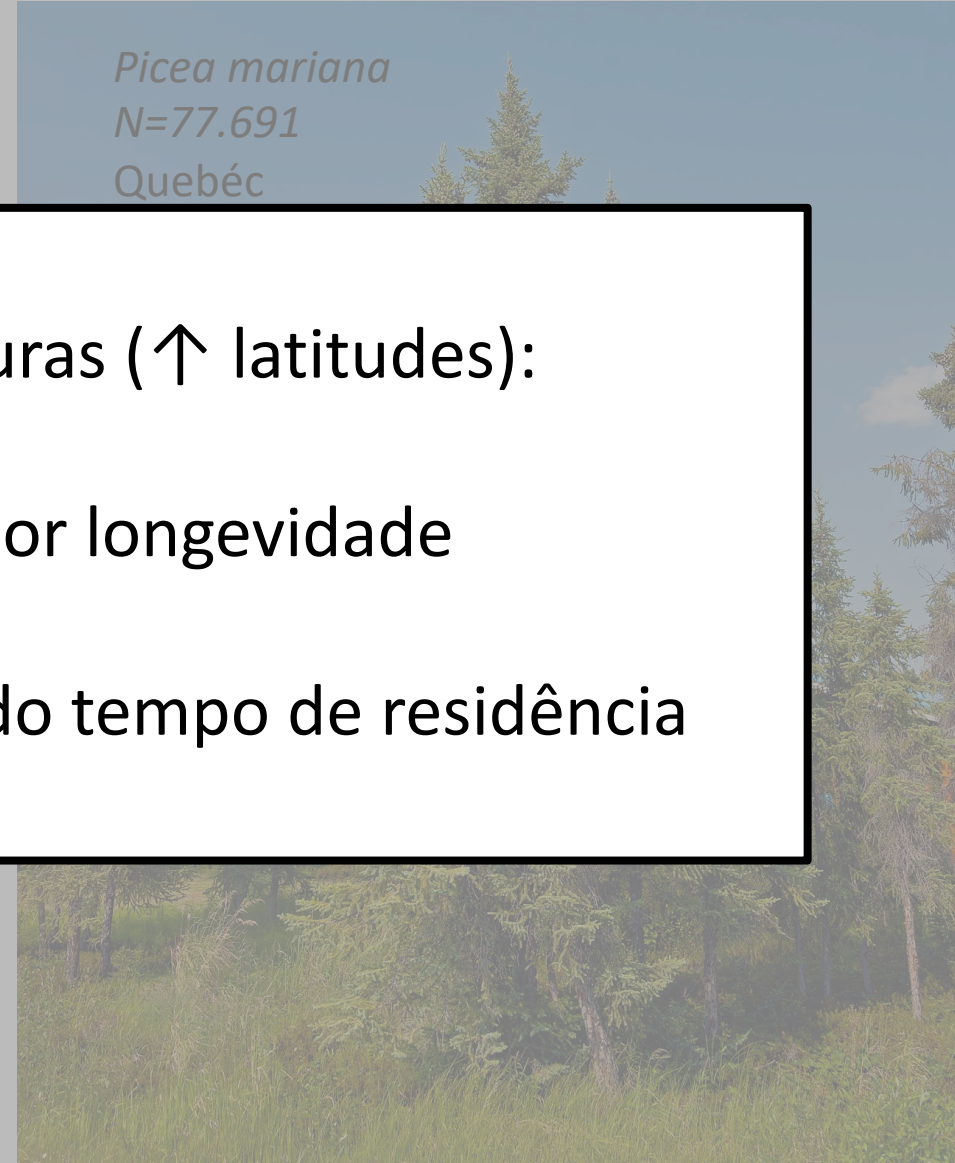 Picea mariana
N=77.691
Quebéc
uras (↑ latitudes):
or longevidade
do tempo de residência